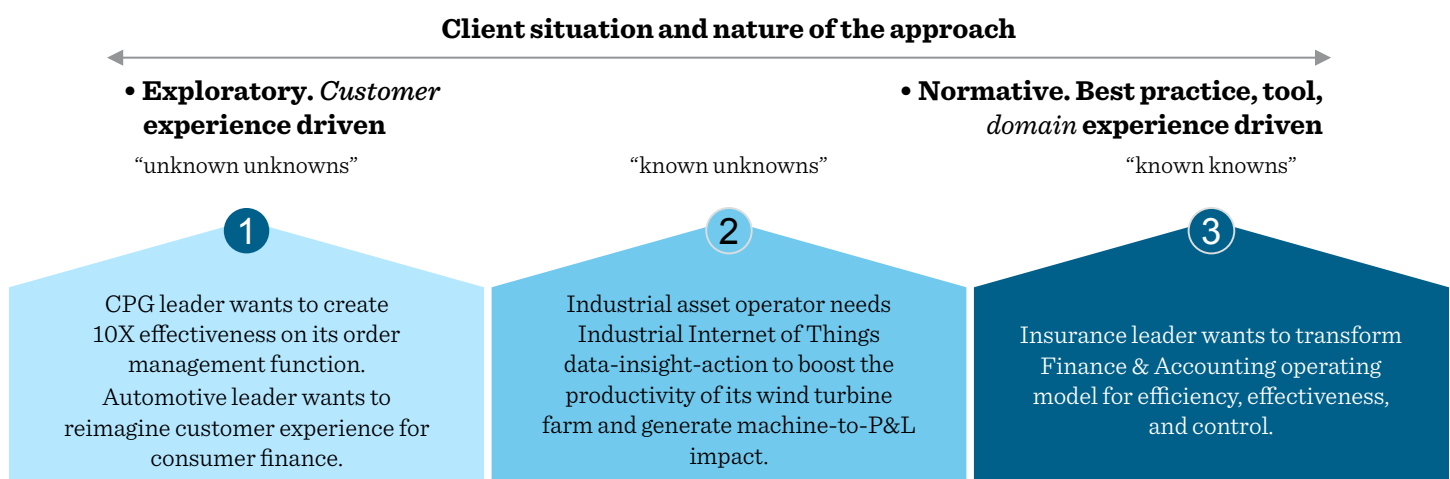 Client situation and nature of the approach
• Exploratory. Customer
experience driven
• Normative. Best practice, tool,
domain experience driven
“unknown unknowns”
“known unknowns”
“known knowns”
1
CPG leader wants to create
10X effectiveness on its order
management function.
Automotive leader wants to
reimagine customer experience for
consumer finance.
2
Industrial asset operator needs
Industrial Internet of Things
data-insight-action to boost the
productivity of its wind turbine
farm and generate machine-to-P&L
impact.
3
Insurance leader wants to transform
Finance & Accounting operating
model for efficiency, effectiveness,
and control.